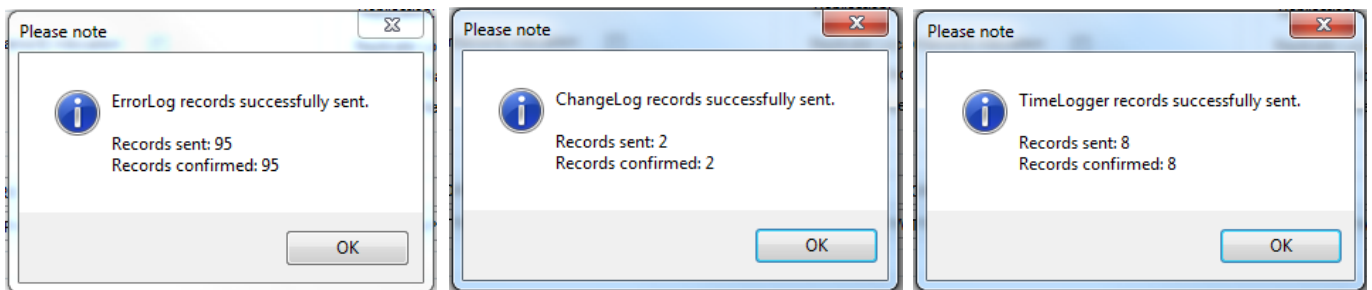 Please note
ErrorLog records successfully sent.
Records sent: 95
Records confirmed: 95
OK
Please note
ChangeLog records successfully sent.
Records sent: 2
Records confirmed: 2
OK
Please note
TimeLogger records successfully sent.
Records sent: 8
Records confirmed: 8
OK